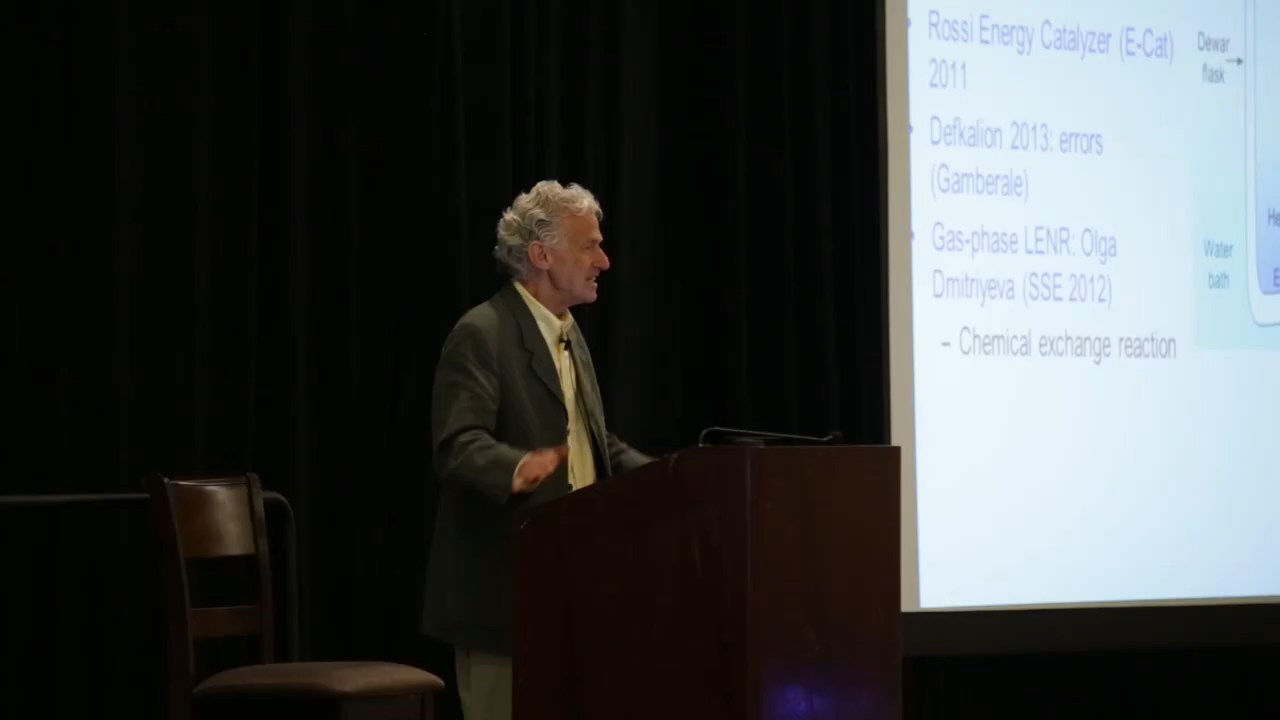 Rossi Energy Catalyzer (E-Cat)
2011
Defkalion 2013: errors
(Gamberale)
Gas-phase LENR: Olga
Dmitriyeva (SSE 2012)
– Chemical exchange reaction
Dewar
flask
Water
bath